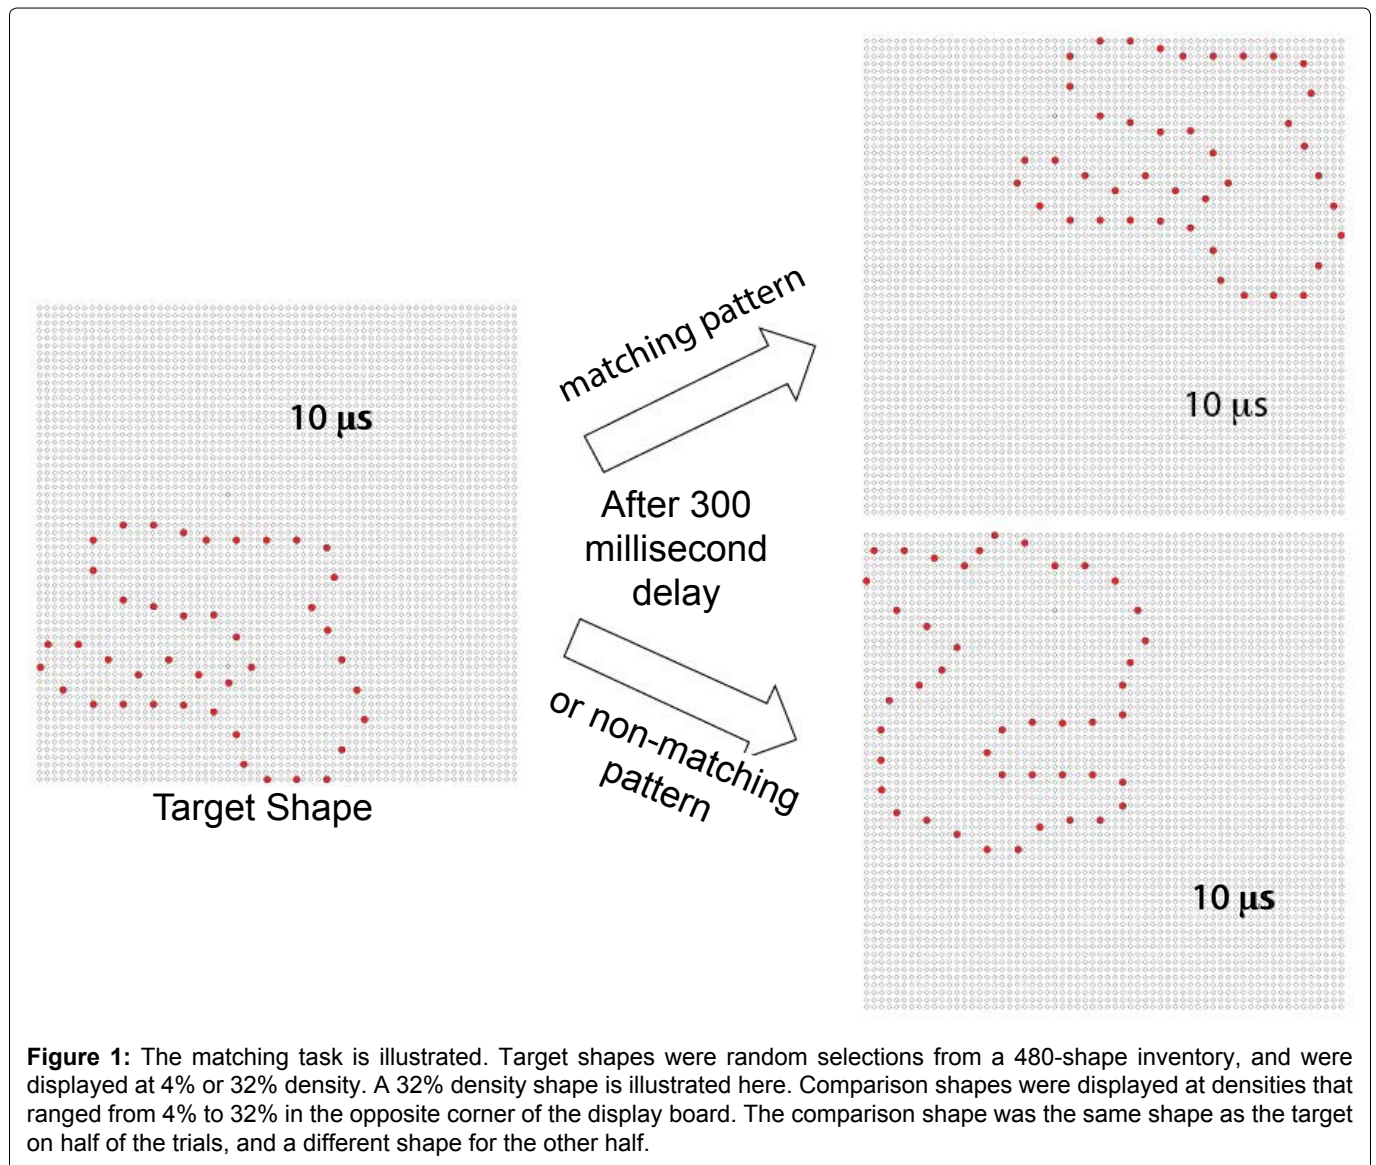 10 µs
Target Shape
matching pattern
After 300
millisecond
delay
or non-matching
pattern
10 µs
10 µs
Figure 1: The matching task is illustrated. Target shapes were random selections from a 480-shape inventory, and were
displayed at 4% or 32% density. A 32% density shape is illustrated here. Comparison shapes were displayed at densities that
ranged from 4% to 32% in the opposite corner of the display board. The comparison shape was the same shape as the target
on half of the trials, and a different shape for the other half.